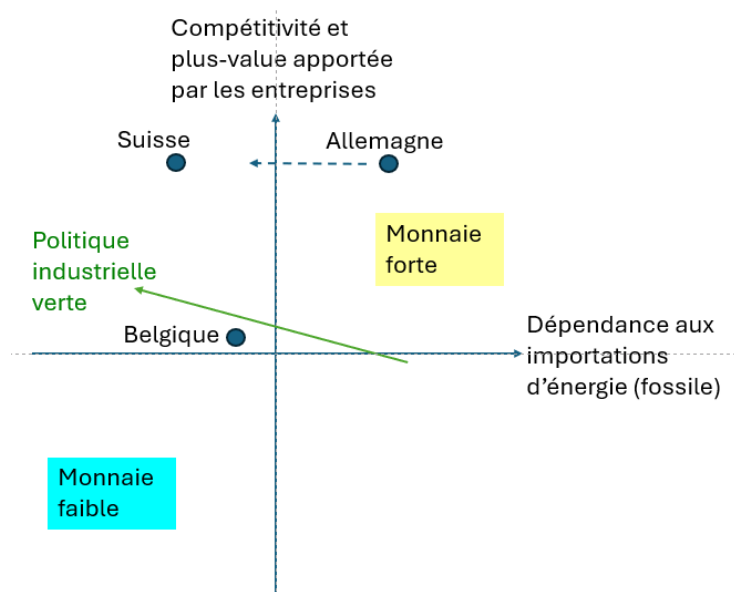 Compétitivité et
plus-value apportée
par les entreprises
Suisse
Allemagne
Monnaie
forte
Politique
industrielle
verte
Belgique
Dépendance aux
importations
d'énergie (fossile)
Monnaie
faible